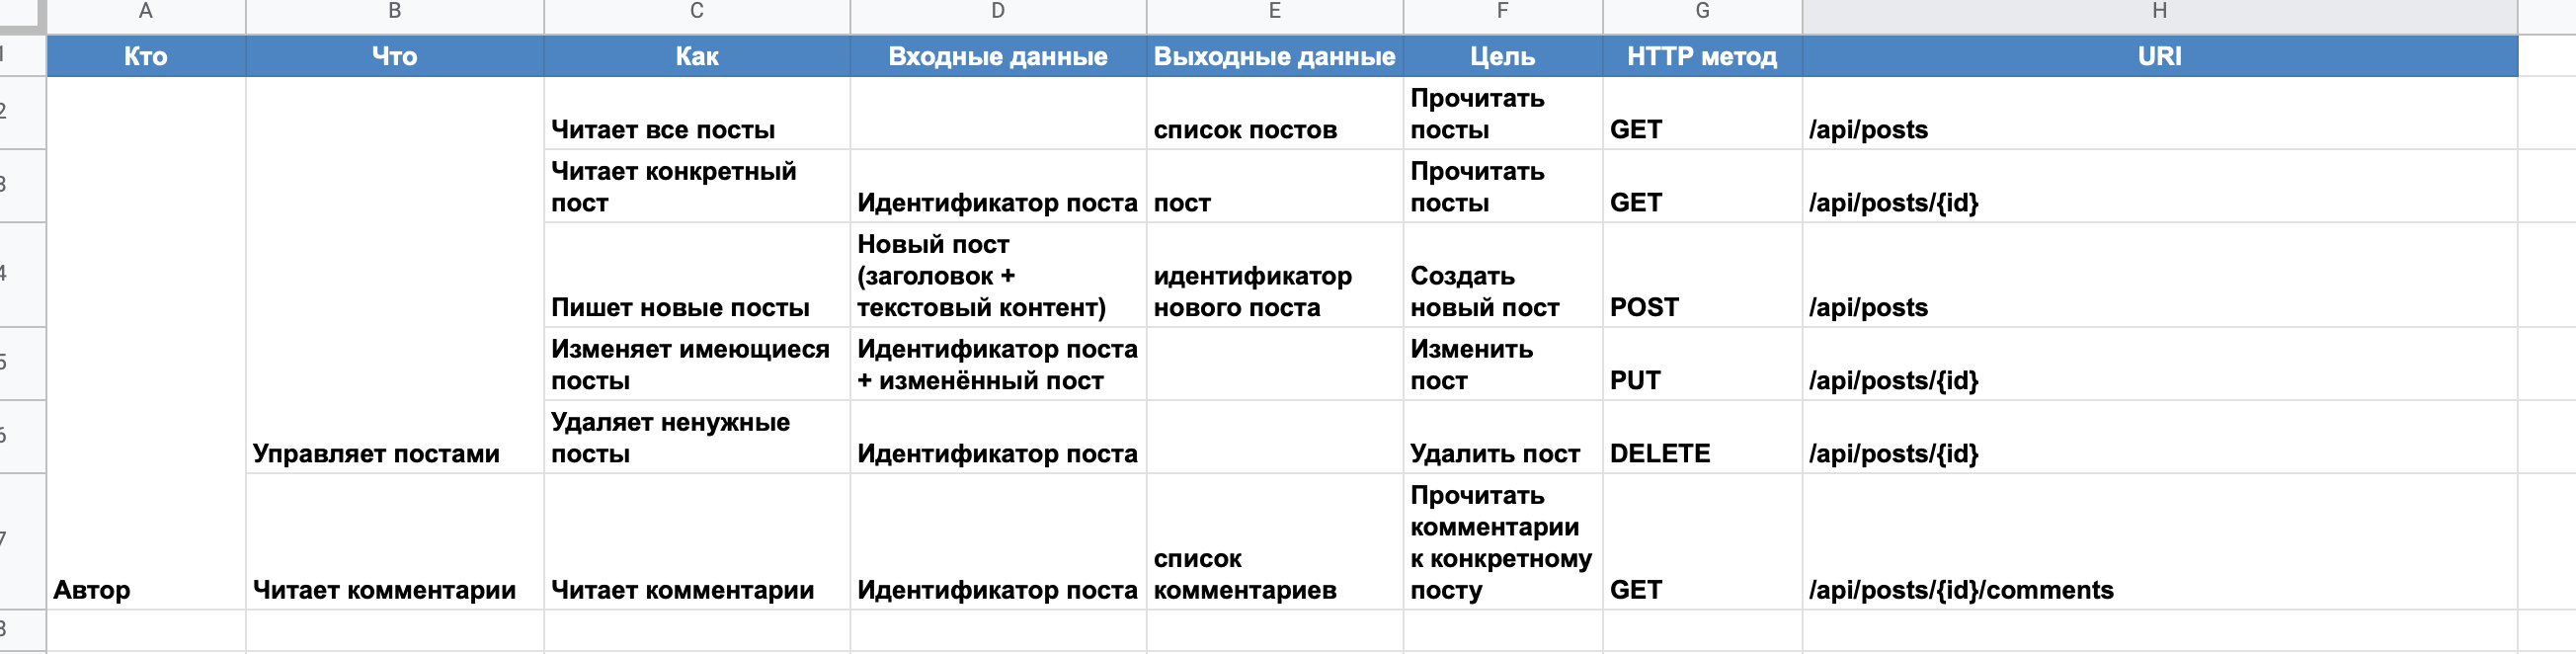 A B C D E F G H
1 Кто Что Как Входные данные Выходные данные Цель HTTP метод URI
Прочитать
2 Читает все посты список постов посты GET /api/posts
Читает конкретный Прочитать
3 пост Идентификатор поста пост посты GET /api/posts/{id}
Новый пост
(заголовок + идентификатор Создать
4 Пишет новые посты текстовый контент) нового поста новый пост POST /api/posts
Изменяет имеющиеся Идентификатор поста Изменить
5 посты + изменённый пост пост PUT /api/posts/{id}
Удаляет ненужные
6 Управляет постами посты Идентификатор поста Удалить пост DELETE /api/posts/{id}
Прочитать
комментарии
список к конкретному
7 Автор Читает комментарии Читает комментарии Идентификатор поста комментариев посту GET /api/posts/{id}/comments
8